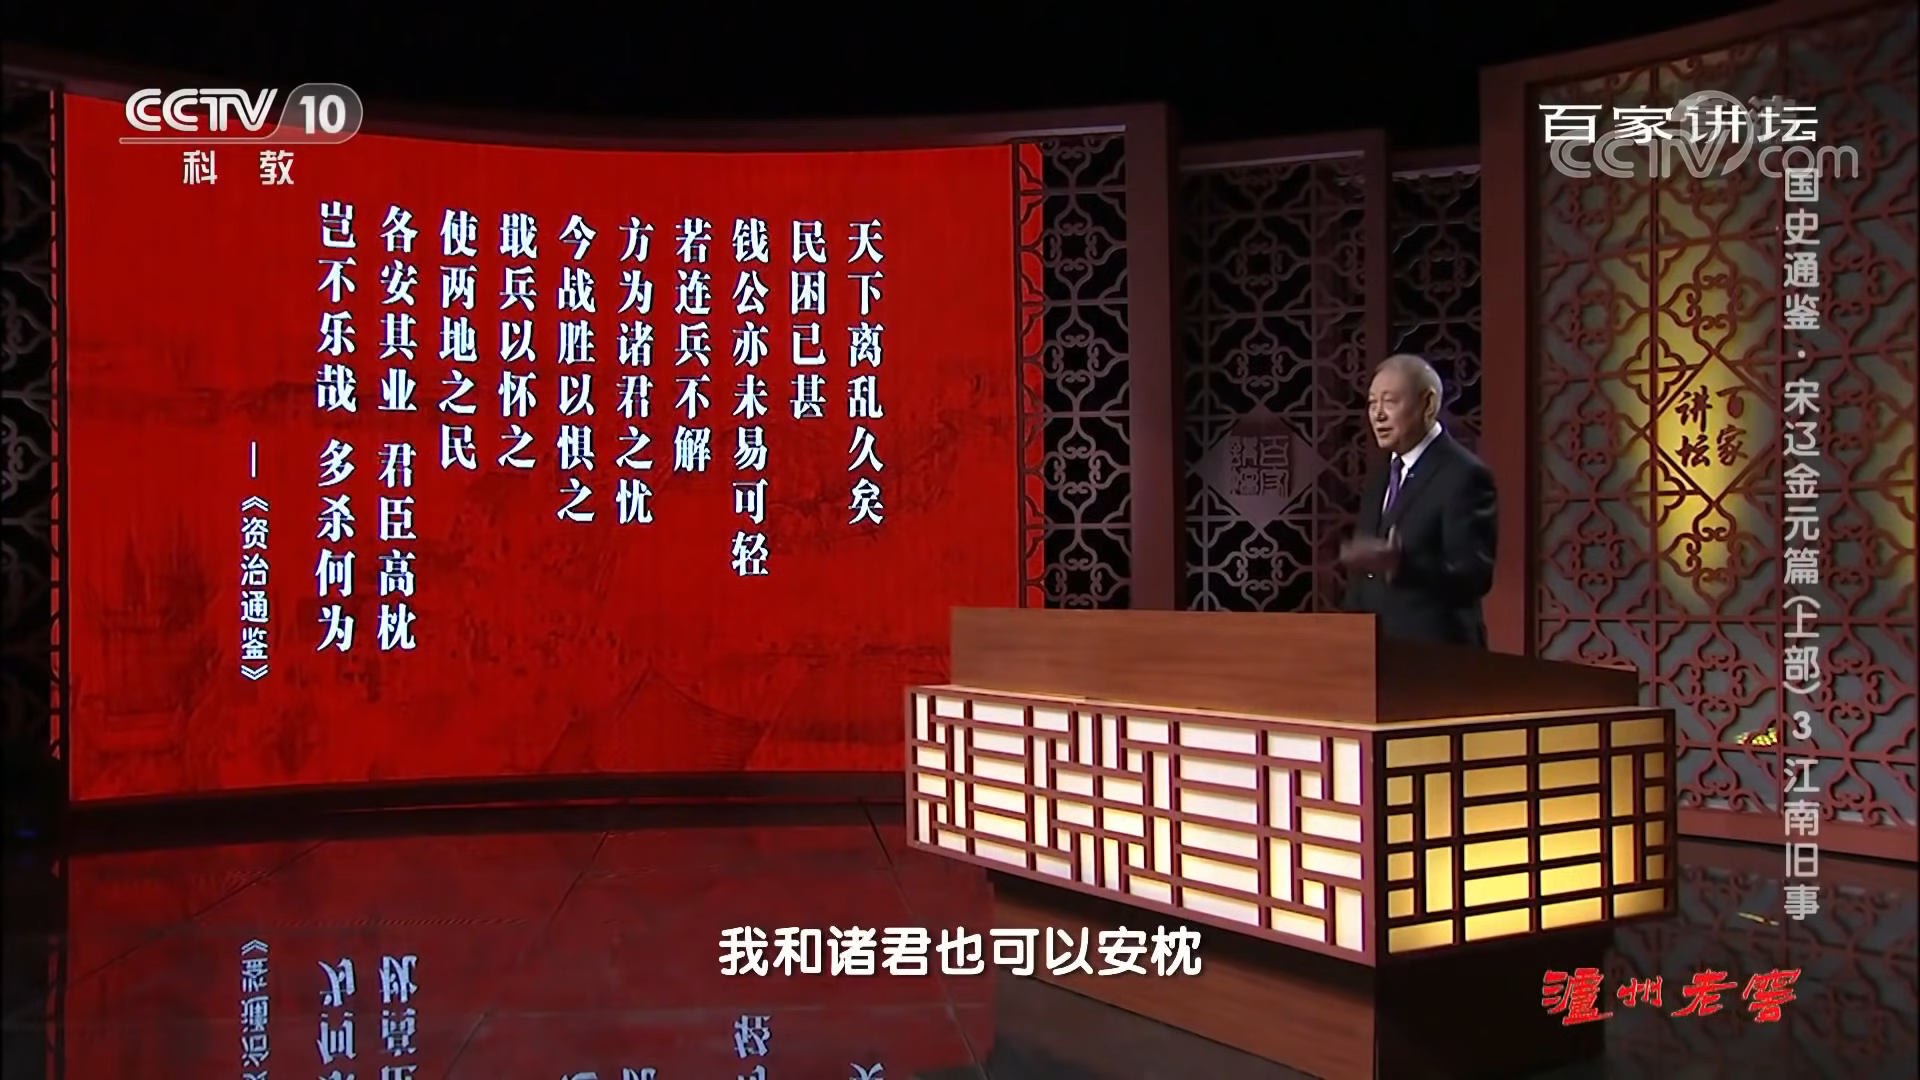 CCTV 10
科 教
百家讲坛
CCTV.com
国史通鉴·宋辽金元篇(上部) 3 江南旧事
天下离乱久矣
民困已甚
钱公亦未易可轻
若连兵不解
方为诸君之忧
今战胜以惧之
戢兵以怀之
使两地之民
各安其业 君臣高枕
岂不乐哉 多杀何为
—《资治通鉴》
百家
讲坛
我和诸君也可以安枕
泸州老窖